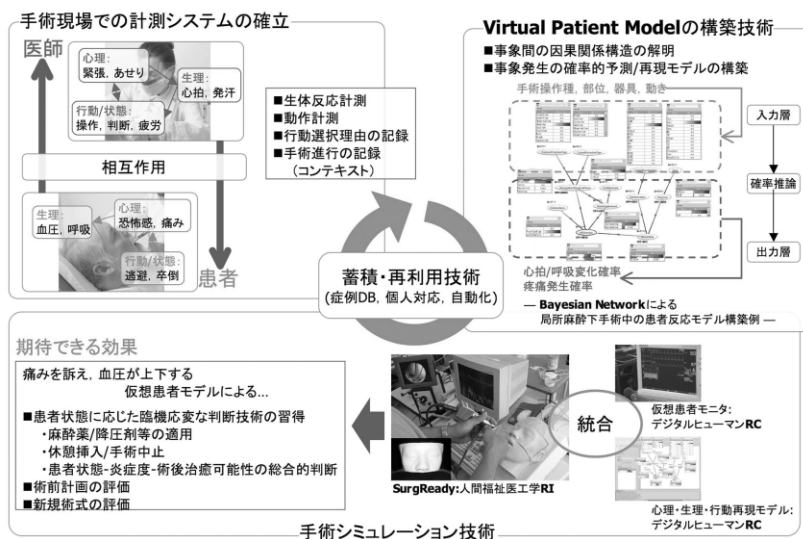 手術現場での計測システムの確立
医師
心理:
緊張, あせり
生理:
心拍, 発汗
行動/状態:
操作, 判断, 疲労
相互作用
生理:
血圧, 呼吸
心理:
恐怖感, 痛み
行動/状態:
逃避, 卒倒
患者
■生体反応計測
■動作計測
■行動選択理由の記録
■手術進行の記録
(コンテキスト)
Virtual Patient Modelの構築技術
■事象間の因果関係構造の解明
■事象発生の確率的予測/再現モデルの構築
手術操作種, 部位, 器具, 動き
入力層
確率推論
出力層
心拍/呼吸変化確率
疼痛発生確率
― Bayesian Networkによる
局所麻酔下手術中の患者反応モデル構築例 ―
蓄積・再利用技術
(症例DB, 個人対応, 自動化)
期待できる効果
痛みを訴え, 血圧が上下する
仮想患者モデルによる...
■患者状態に応じた臨機応変な判断技術の習得
・麻酔薬/降圧剤等の適用
・休憩挿入/手術中止
・患者状態-炎症度-術後治癒可能性の総合的判断
■術前計画の評価
■新規術式の評価
SurgReady:人間福祉医工学RI
統合
仮想患者モニタ:
デジタルヒューマンRC
心理・生理・行動再現モデル:
デジタルヒューマンRC
手術シミュレーション技術